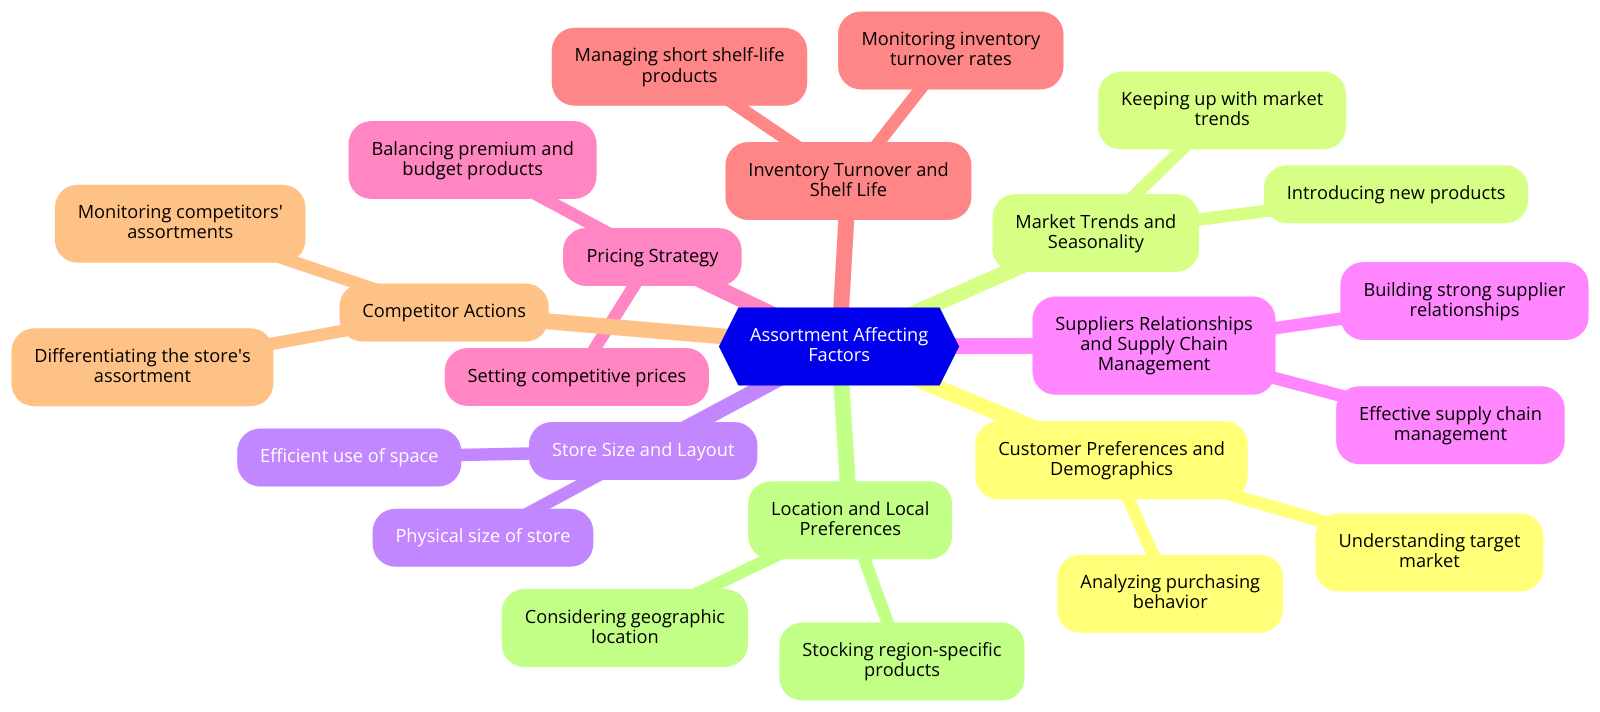 Monitoring inventory
turnover rates
Managing short shelf-life
products
Keeping up with market
trends
Balancing premium and
budget products
Inventory Turnover and
Shelf Life
Introducing new products
Monitoring competitors'
assortments
Market Trends and
Seasonality
Pricing Strategy
Building strong supplier
relationships
Competitor Actions
Suppliers Relationships
and Supply Chain
Management
Assortment Affecting
Factors
Differentiating the store's
assortment
Setting competitive prices
Effective supply chain
management
Store Size and Layout
Efficient use of space
Customer Preferences and
Demographics
Location and Local
Preferences
Physical size of store
Understanding target
market
Analyzing purchasing
behavior
Considering geographic
location
Stocking region-specific
products